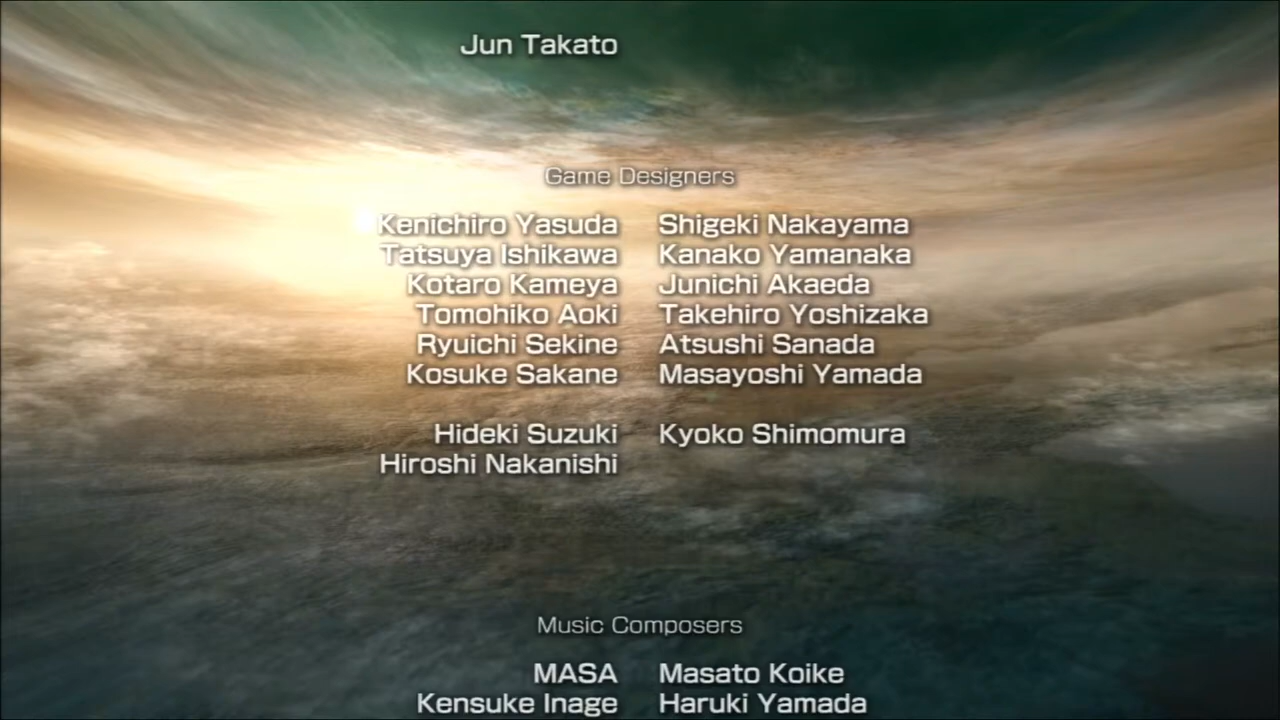 Jun Takato
Game Designers
Kenichiro Yasuda Shigeki Nakayama
Tatsuya Ishikawa Kanako Yamanaka
Kotaro Kameya Junichi Akaeda
Tomohiko Aoki Takehiro Yoshizaka
Ryuichi Sekine Atsushi Sanada
Kosuke Sakane Masayoshi Yamada
Hideki Suzuki Kyoko Shimomura
Hiroshi Nakanishi
Music Composers
MASA Masato Koike
Kensuke Inage Haruki Yamada